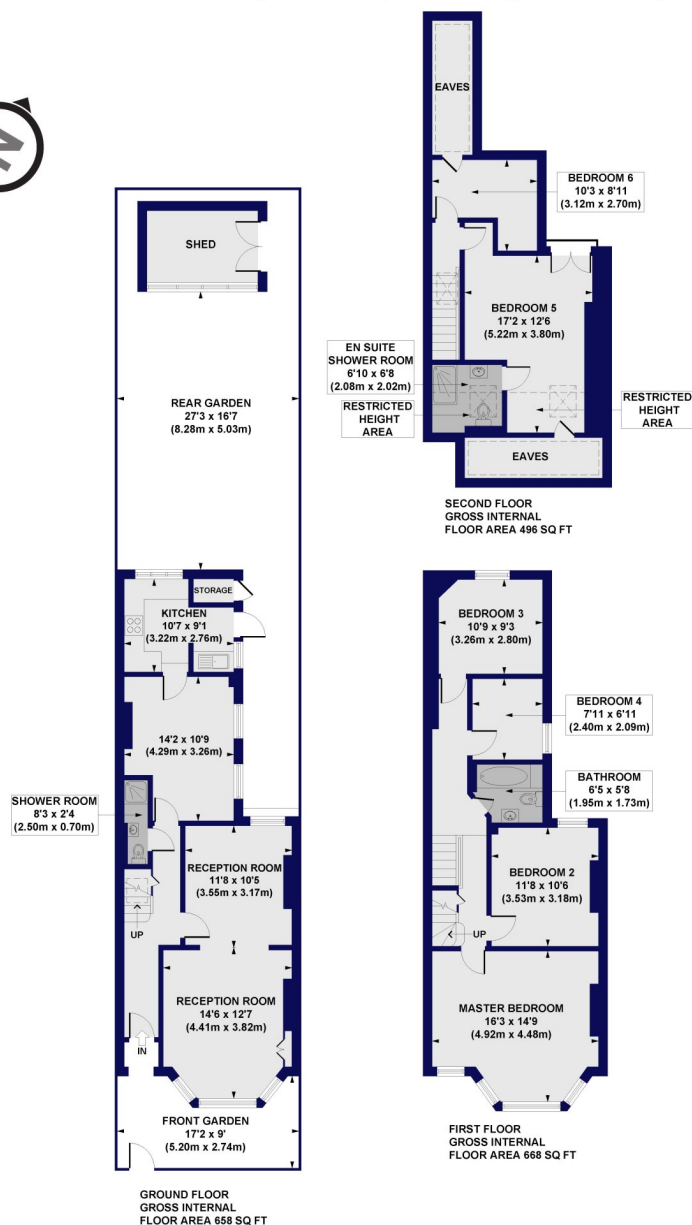 N
EAVES
BEDROOM 6
10'3 x 8'11
(3.12m x 2.70m)
BEDROOM 5
17'2 x 12'6
(5.22m x 3.80m)
EN SUITE
SHOWER ROOM
6'10 x 6'8
(2.08m x 2.02m)
RESTRICTED
HEIGHT
AREA
RESTRICTED
HEIGHT
AREA
EAVES
SECOND FLOOR
GROSS INTERNAL
FLOOR AREA 496 SQ FT
SHED
REAR GARDEN
27'3 x 16'7
(8.28m x 5.03m)
STORAGE
KITCHEN
10'7 x 9'1
(3.22m x 2.76m)
14'2 x 10'9
(4.29m x 3.26m)
SHOWER ROOM
8'3 x 2'4
(2.50m x 0.70m)
RECEPTION ROOM
11'8 x 10'5
(3.55m x 3.17m)
UP
RECEPTION ROOM
14'6 x 12'7
(4.41m x 3.82m)
IN
FRONT GARDEN
17'2 x 9'
(5.20m x 2.74m)
GROUND FLOOR
GROSS INTERNAL
FLOOR AREA 658 SQ FT
BEDROOM 3
10'9 x 9'3
(3.26m x 2.80m)
BEDROOM 4
7'11 x 6'11
(2.40m x 2.09m)
BATHROOM
6'5 x 5'8
(1.95m x 1.73m)
BEDROOM 2
11'8 x 10'6
(3.53m x 3.18m)
UP
MASTER BEDROOM
16'3 x 14'9
(4.92m x 4.48m)
FIRST FLOOR
GROSS INTERNAL
FLOOR AREA 668 SQ FT